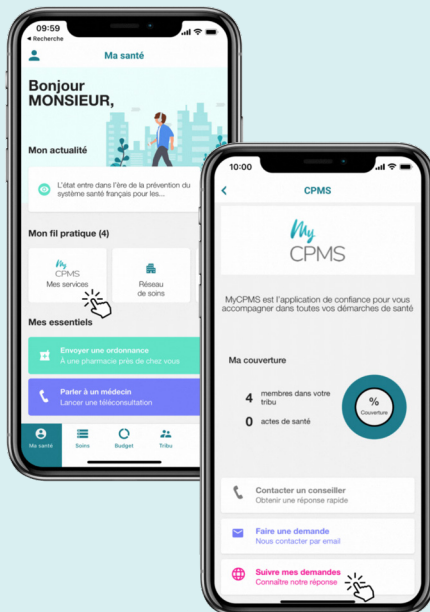 09:59
Recherche
Ma santé
Bonjour
MONSIEUR,
Mon actualité
L'état entre dans l'ère de la prévention du
système santé français pour les...
Mon fil pratique (4)
My
CPMS
Mes services
Réseau
de soins
Mes essentiels
Envoyer une ordonnance
À une pharmacie près de chez vous
Parler à un médecin
Lancer une téléconsultation
Ma santé
Soins
Budget
Tribu
10:00
CPMS
My
CPMS
MyCPMS est l'application de confiance pour vous
accompagner dans toutes vos démarches de santé
Ma couverture
4 membres dans votre
tribu
0 actes de santé
%
Couverture
Contacter un conseiller
Obtenir une réponse rapide
Faire une demande
Nous contacter par email
Suivre mes demandes
Connaître notre réponse